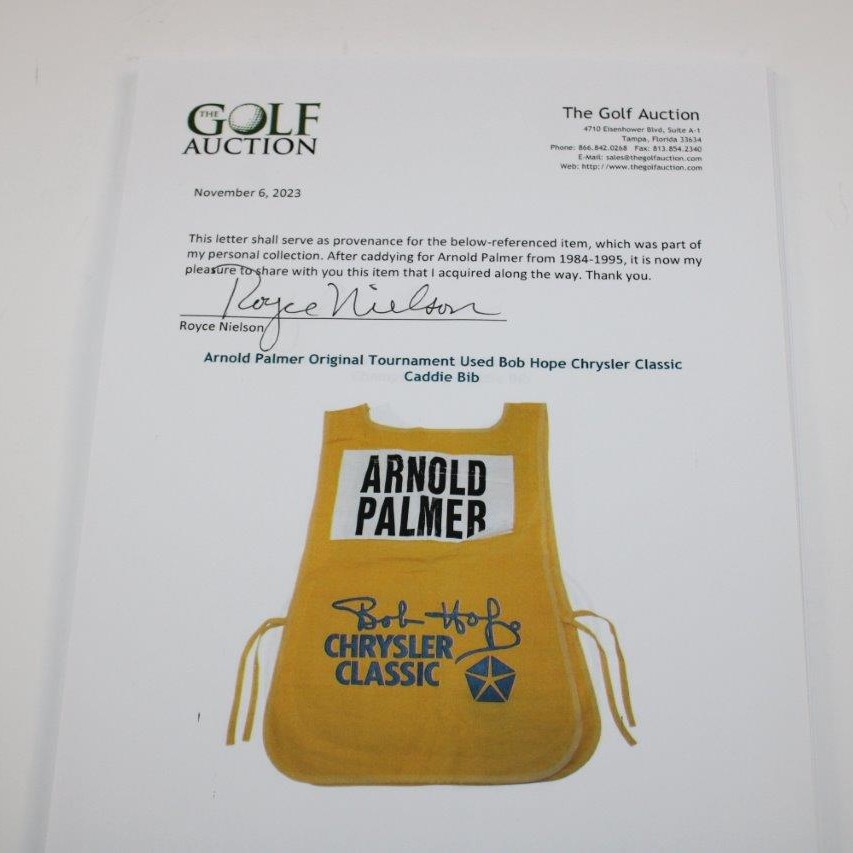 THE GOLF
AUCTION
The Golf Auction
4710 Eisenhower Blvd, Suite A-1
Tampa, Florida 33634
Phone: 866.842.0268 Fax: 813.854.2340
E-Mail: sales@thegolfauction.com
Web: http://www.thegolfauction.com
November 6, 2023
This letter shall serve as provenance for the below-referenced item, which was part of
my personal collection. After caddying for Arnold Palmer from 1984-1995, it is now my
pleasure to share with you this item that I acquired along the way. Thank you.
Royce Nielson
Royce Nielson
Arnold Palmer Original Tournament Used Bob Hope Chrysler Classic
Caddie Bib
ARNOLD
PALMER
Bob Hope
CHRYSLER
CLASSIC